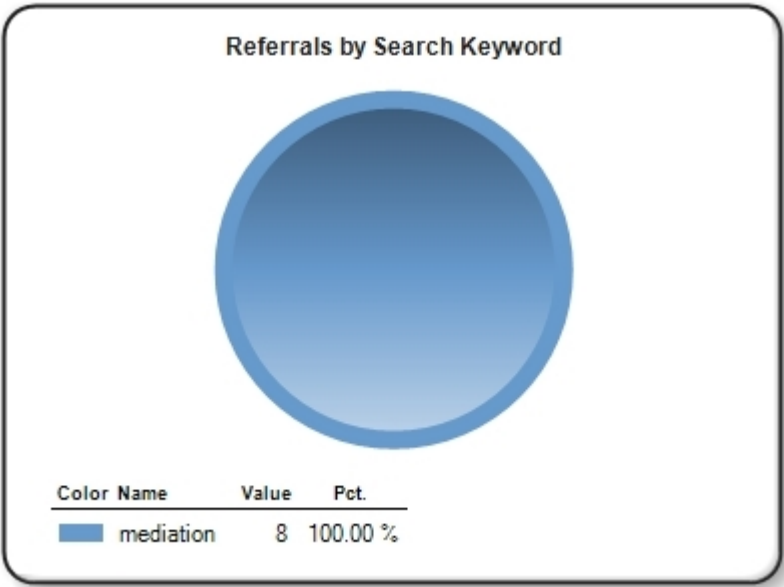 Referrals by Search Keyword
Color Name Value Pct.
mediation 8 100.00 %